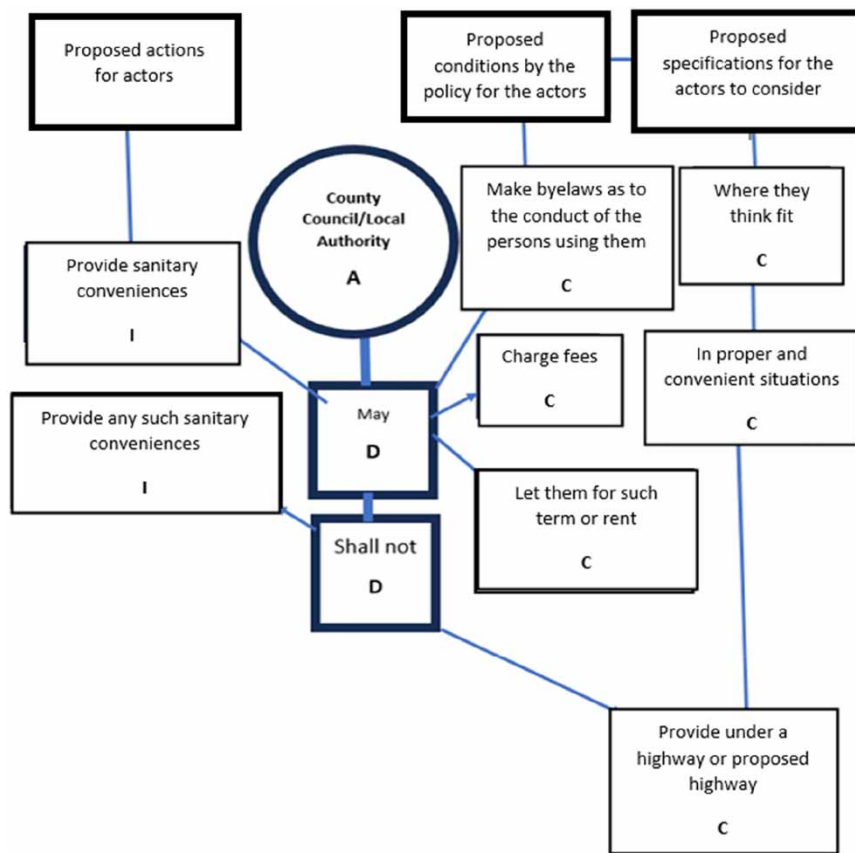 Proposed actions
for actors
Proposed
conditions by the
policy for the actors
Proposed
specifications for the
actors to consider
County
Council/Local
Authority
A
Make byelaws as to
the conduct of the
persons using them
C
Where they
think fit
C
Provide sanitary
conveniences
I
Charge fees
C
In proper and
convenient situations
C
Provide any such sanitary
conveniences
I
May
D
Let them for such
term or rent
C
Shall not
D
Provide under a
highway or proposed
highway
C